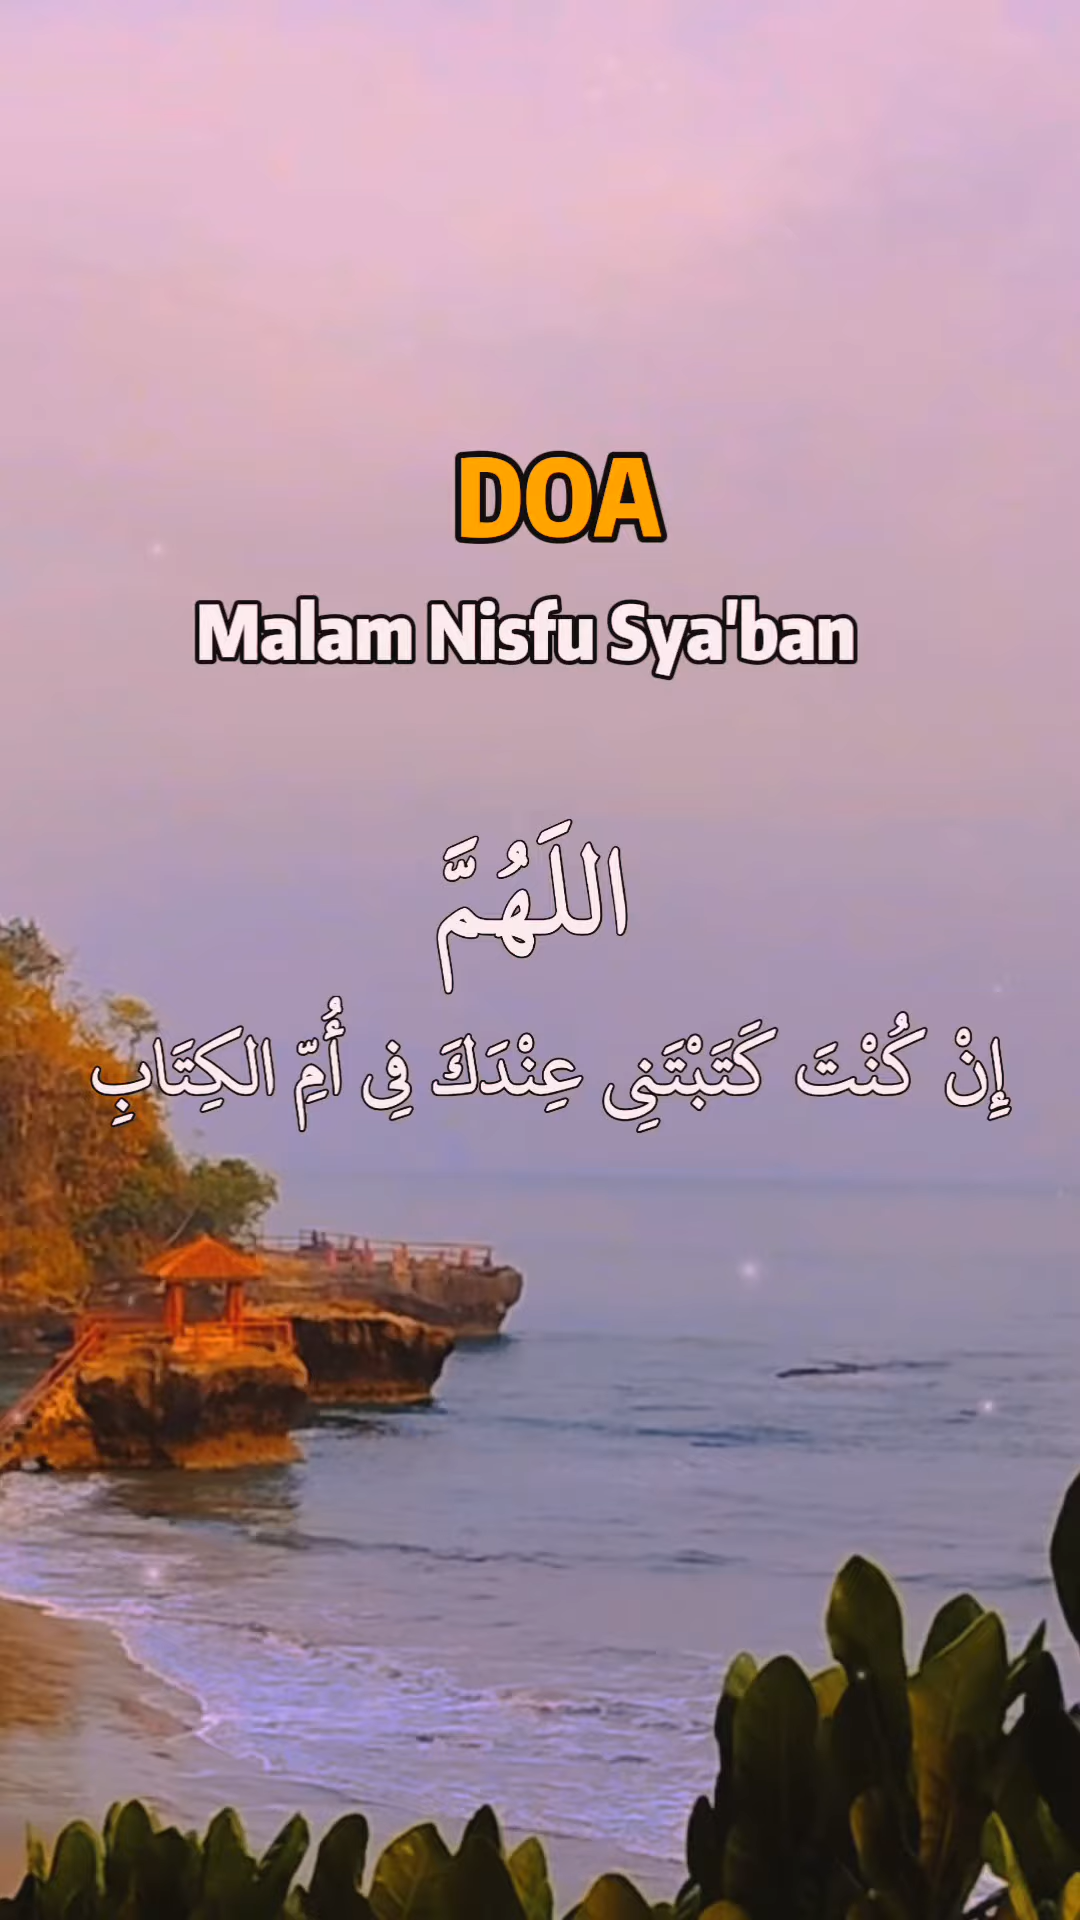 DOA
Malam Nisfu Sya'ban
اللَهُمَّ
إِنْ كُنْتَ كَتَبْتَنِي عِنْدَكَ فِي أُمِّ الكِتَابِ